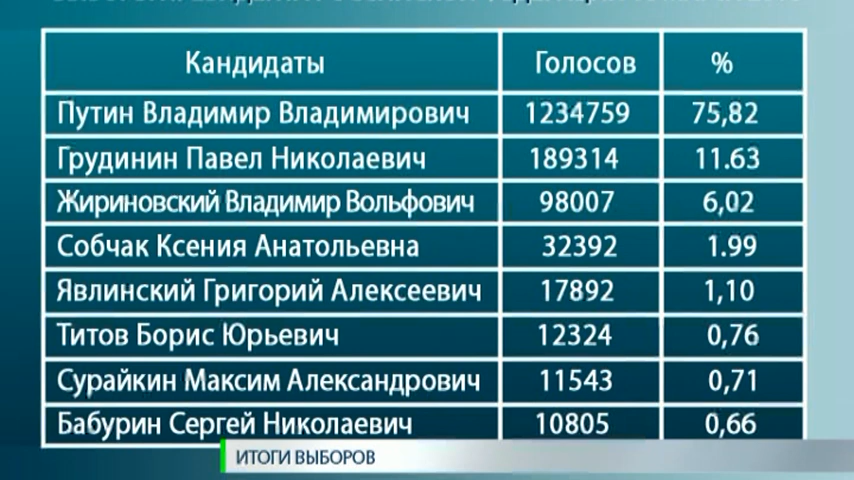 Кандидаты Голосов %
Путин Владимир Владимирович 1234759 75,82
Грудинин Павел Николаевич 189314 11.63
Жириновский Владимир Вольфович 98007 6,02
Собчак Ксения Анатольевна 32392 1.99
Явлинский Григорий Алексеевич 17892 1,10
Титов Борис Юрьевич 12324 0,76
Сурайкин Максим Александрович 11543 0,71
Бабурин Сергей Николаевич 10805 0,66
ИТОГИ ВЫБОРОВ